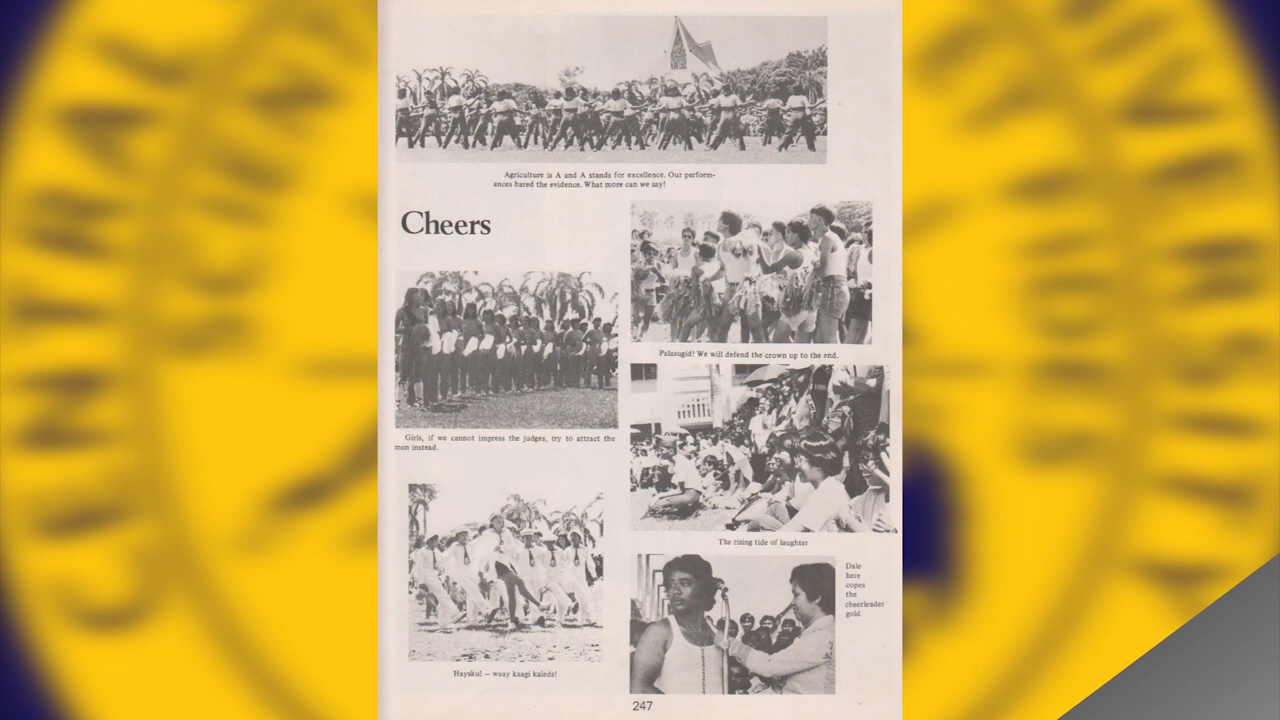 Agriculture is A and A stands for excellence. Our perform-
ances bared the evidence. What more can we say!
Cheers
Palasugid! We will defend the crown up to the end.
Girls, if we cannot impress the judges, try to attract the
men instead.
The rising tide of laughter
Dale
here
copes
the
cheerleader
gold
Hayskul — waay kaagi kaleds!
247